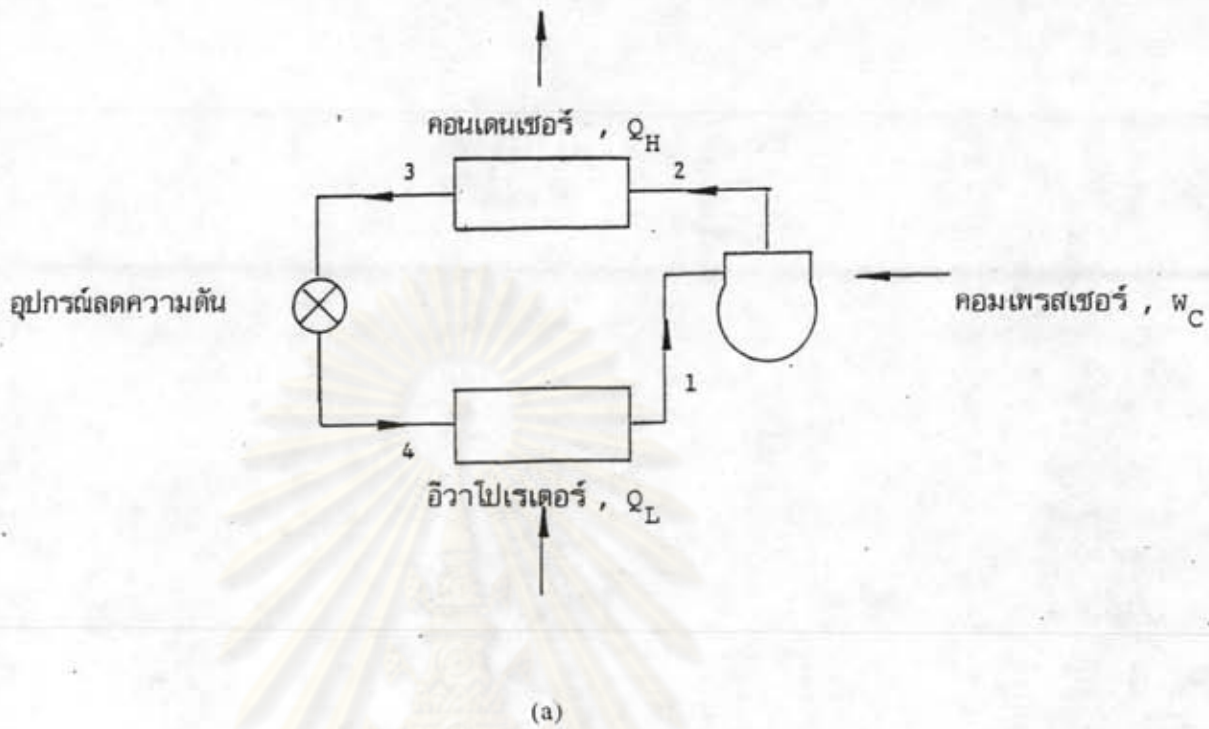 คอนเดนเซอร์ , Q_H
3
2
อุปกรณ์ลดความดัน
คอมเพรสเซอร์ , W_C
1
4
อีวาโปเรเตอร์ , Q_L
(a)